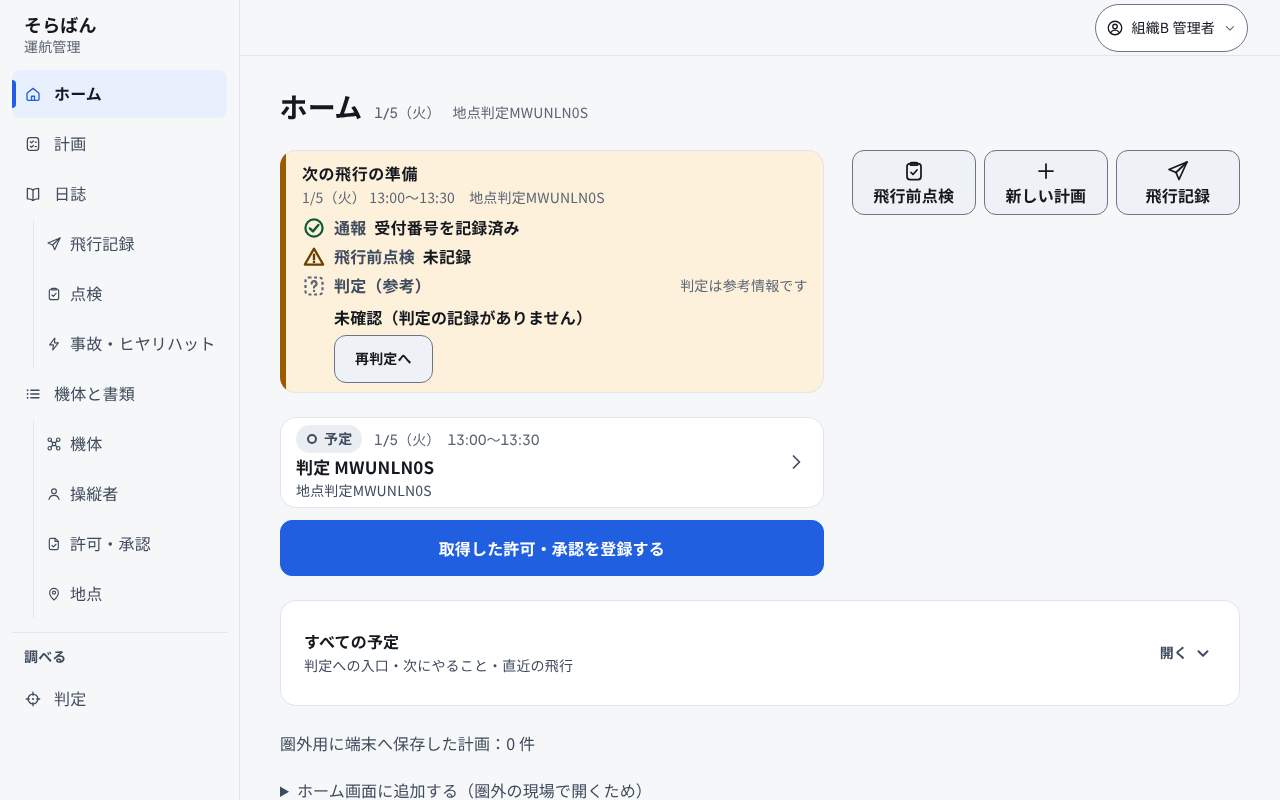 そらばん
運航管理
ホーム
計画
日誌
飛行記録
点検
事故・ヒヤリハット
機体と書類
機体
操縦者
許可・承認
地点
調べる
判定
組織B 管理者
ホーム 1/5（火） 地点判定MWUNLN0S
次の飛行の準備
1/5（火） 13:00〜13:30 地点判定MWUNLN0S
通報 受付番号を記録済み
飛行前点検 未記録
判定（参考） 判定は参考情報です
未確認（判定の記録がありません）
再判定へ
飛行前点検
新しい計画
飛行記録
予定 1/5（火） 13:00〜13:30
判定 MWUNLN0S
地点判定MWUNLN0S
取得した許可・承認を登録する
すべての予定
判定への入口・次にやること・直近の飛行
開く
圏外用に端末へ保存した計画：0 件
ホーム画面に追加する（圏外の現場で開くため）